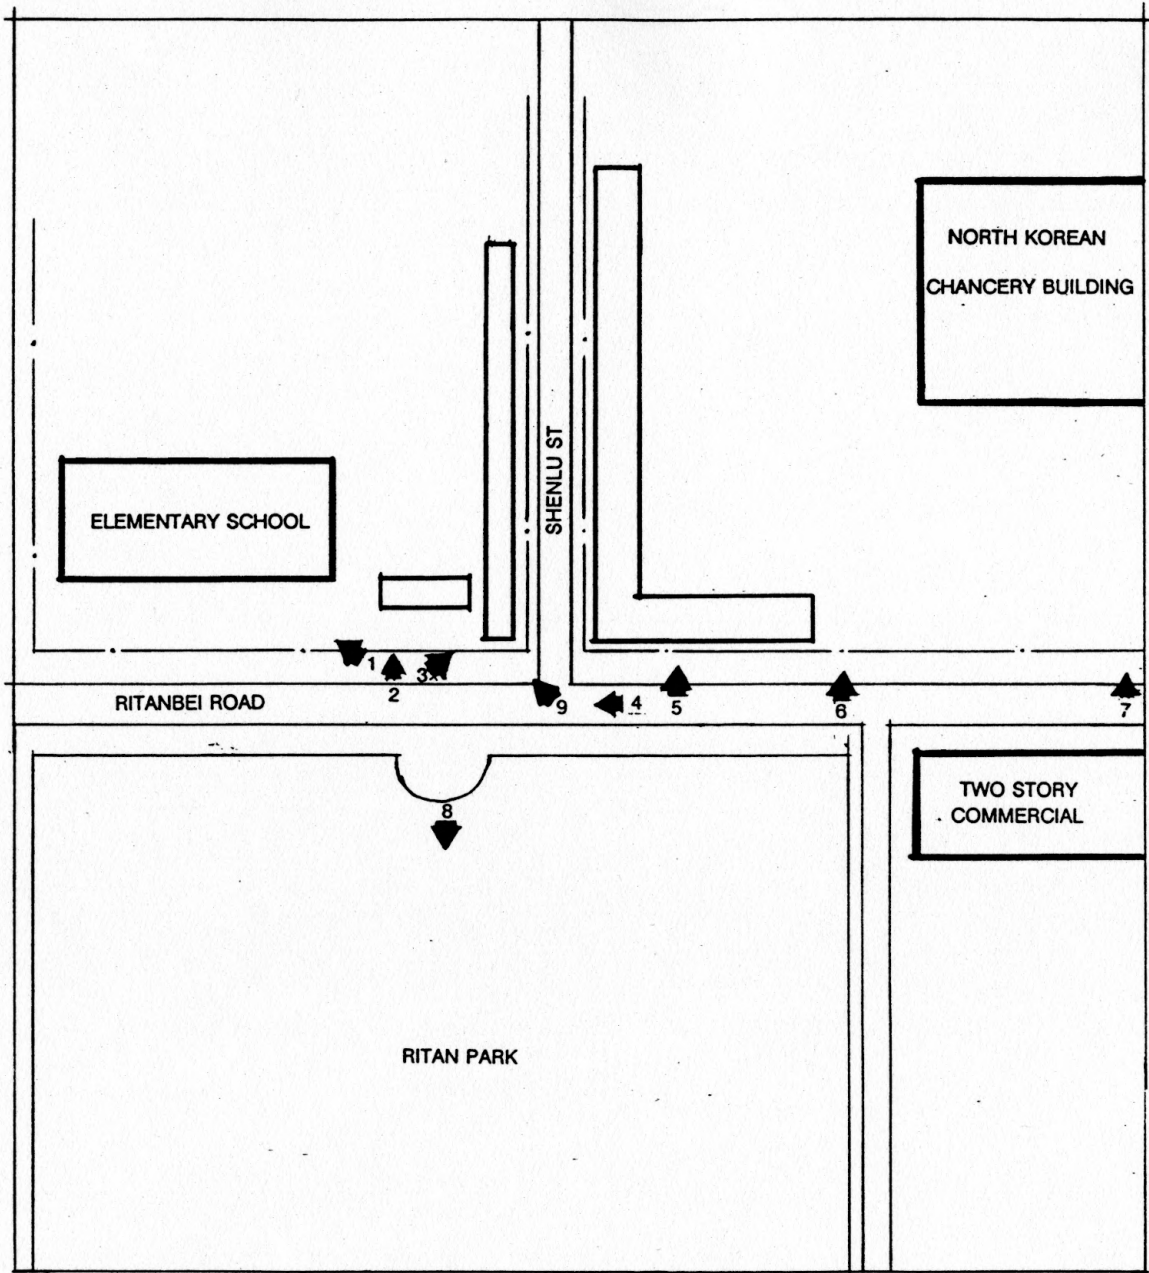 NORTH KOREAN
CHANCERY BUILDING
SHENLU ST
ELEMENTARY SCHOOL
1
2
3
9
4
5
6
7
RITANBEI ROAD
TWO STORY
COMMERCIAL
8
RITAN PARK